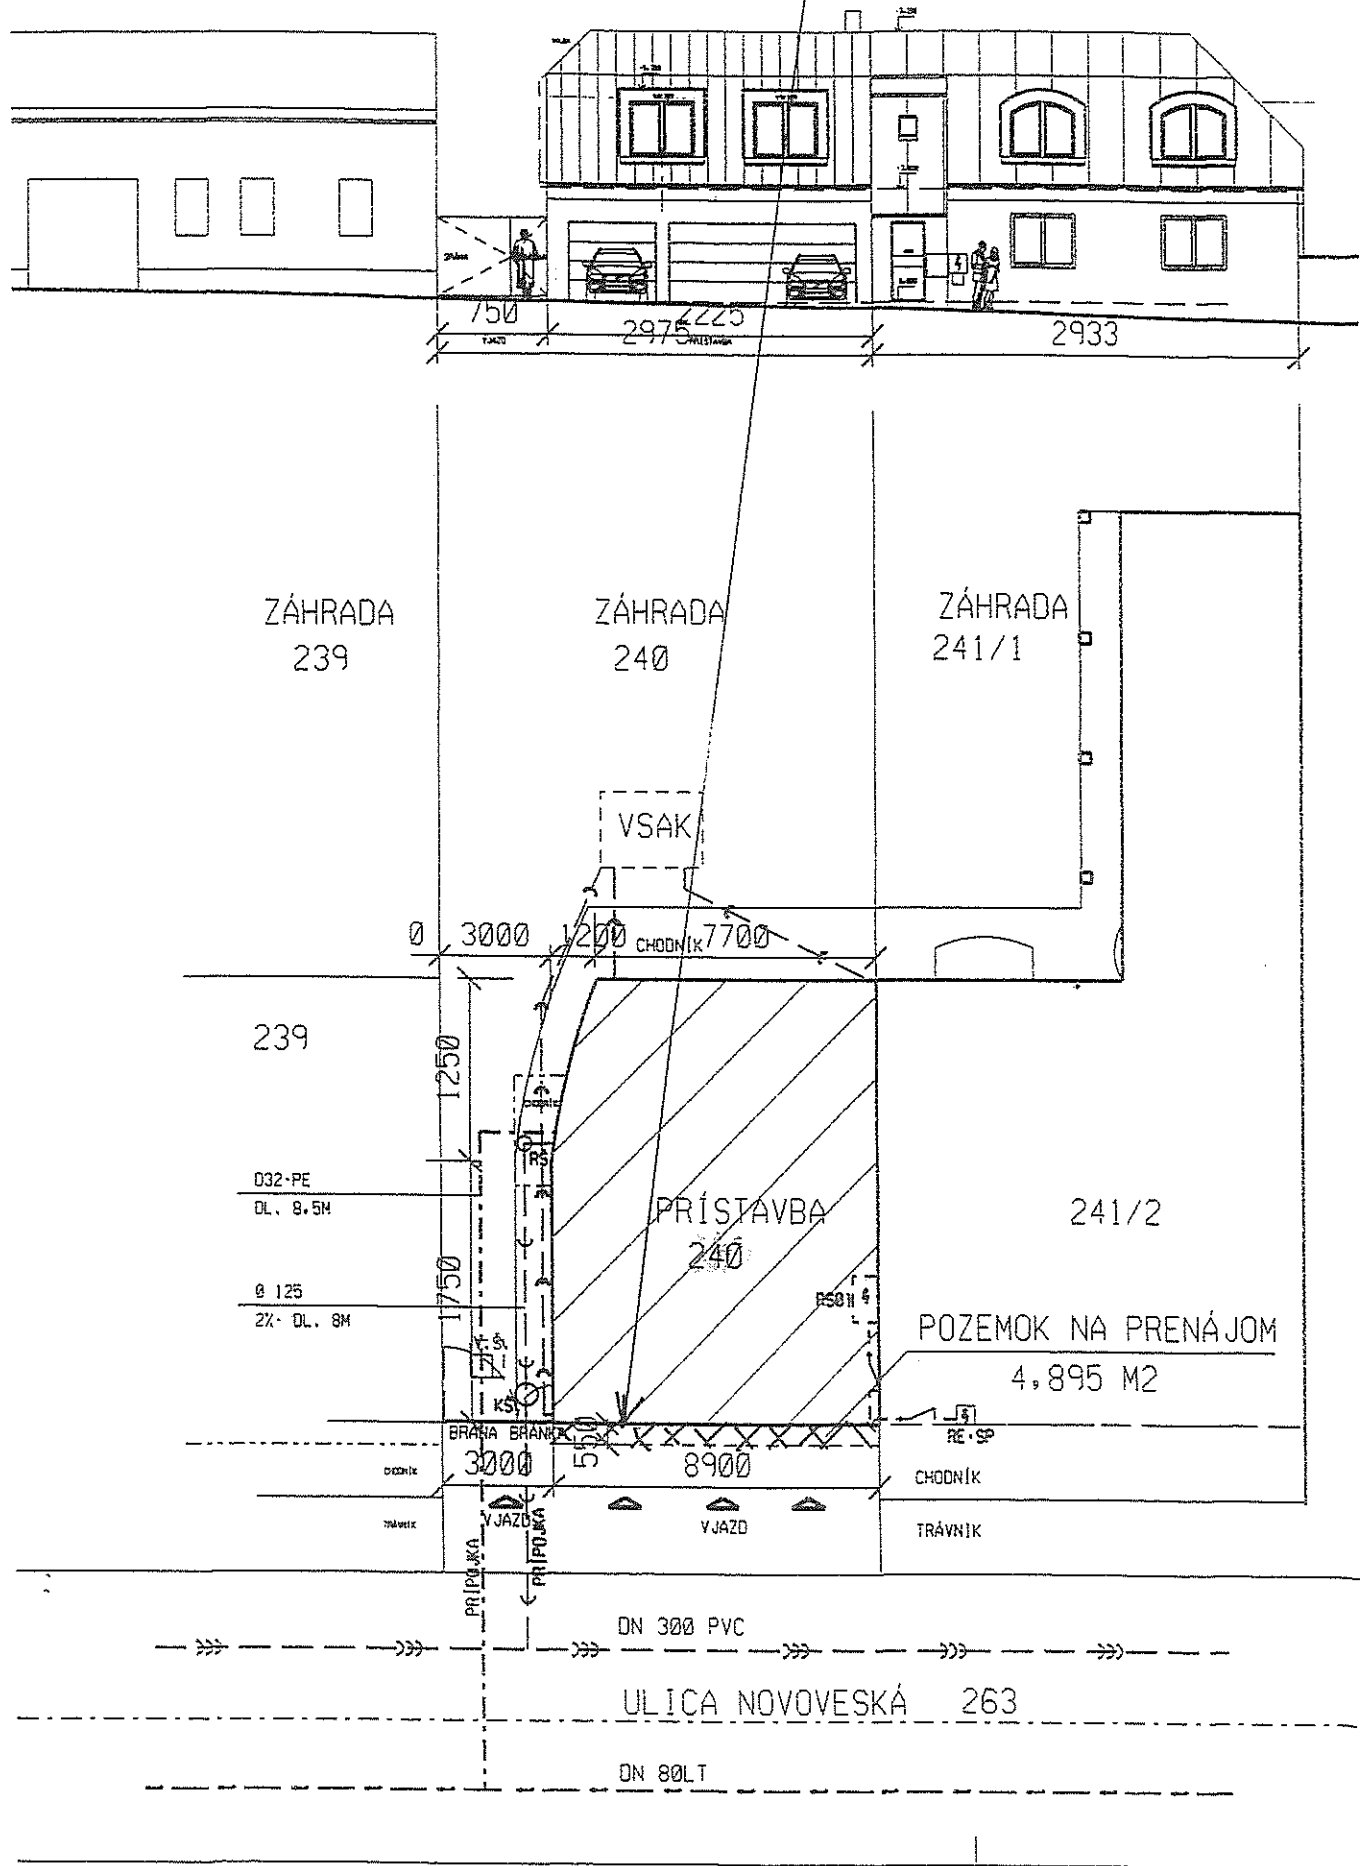 750
2225
2975
2933
VJAZD
PRÍSTAVBA
ZÁHRADA
239
ZÁHRADA
240
ZÁHRADA
241/1
VSAK
0 3000 1200 CHODNÍK 7700
239
1250
CHODNÍK
RŠ
D32-PE
DL. 8.5M
PRÍSTAVBA
240
241/2
1750
Ø 125
2%- DL. 8M
POZEMOK NA PRENÁJOM
4,895 M2
KŠ
BRÁNA BRÁNKA
550
RE-SP
CHODNÍK
3000
8900
CHODNÍK
TRÁVNIK
VJAZD
VJAZD
TRÁVNIK
PRÍPOJKA
PRÍPOJKA
DN 300 PVC
ULICA NOVOVESKÁ 263
DN 80LT